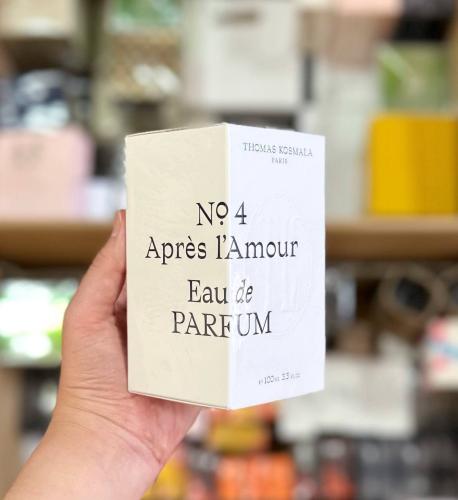 THOMAS KOSMALA
PARIS
Nº 4
Après l'Amour
Eau de
PARFUM
e 100ml 3.3 fl.oz